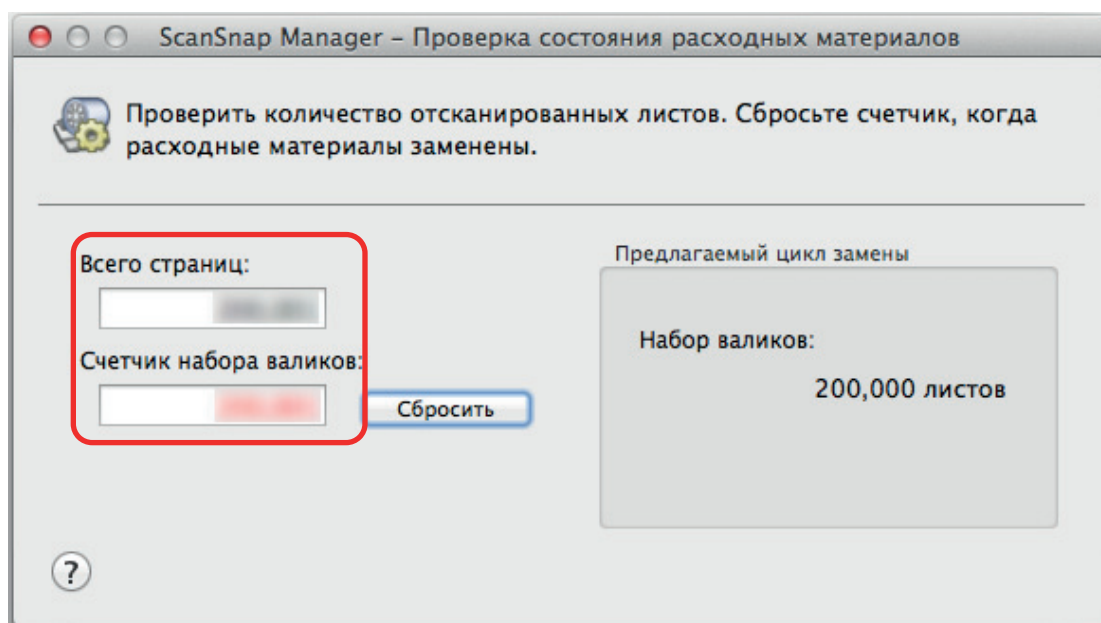 ScanSnap Manager – Проверка состояния расходных материалов
Проверить количество отсканированных листов. Сбросьте счетчик, когда
расходные материалы заменены.
Всего страниц:
Счетчик набора валиков:
Сбросить
Предлагаемый цикл замены
Набор валиков:
200,000 листов
?